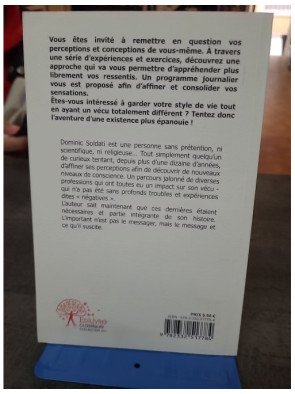 Vous êtes invité à remettre en question vos
perceptions et conceptions de vous-même. À travers
une série d'expériences et exercices, découvrez une
approche qui va vous permettre d'appréhender plus
librement vos ressentis. Un programme journalier
vous est proposé afin d'affiner et consolider vos
sensations.
Êtes-vous intéressé à garder votre style de vie tout
en ayant un vécu totalement différent ? Tentez donc
l'aventure d'une existence plus épanouie !
Dominic Soldati est une personne sans prétention, ni
scientifique, ni religieuse... Tout simplement quelqu'un
de curieux tentant, depuis plus d'une dizaine d'années,
d'affiner ses perceptions afin de découvrir de nouveaux
niveaux de conscience. Un parcours jalonné de diverses
professions qui ont toutes eu un impact sur son vécu -
qui n'a pas été sans profonds troubles et expériences
dites « négatives ».
L'auteur sait maintenant que ces dernières étaient
nécessaires et partie intégrante de son histoire.
L'important n'est pas le messager, mais le message et
ce qu'il suscite.